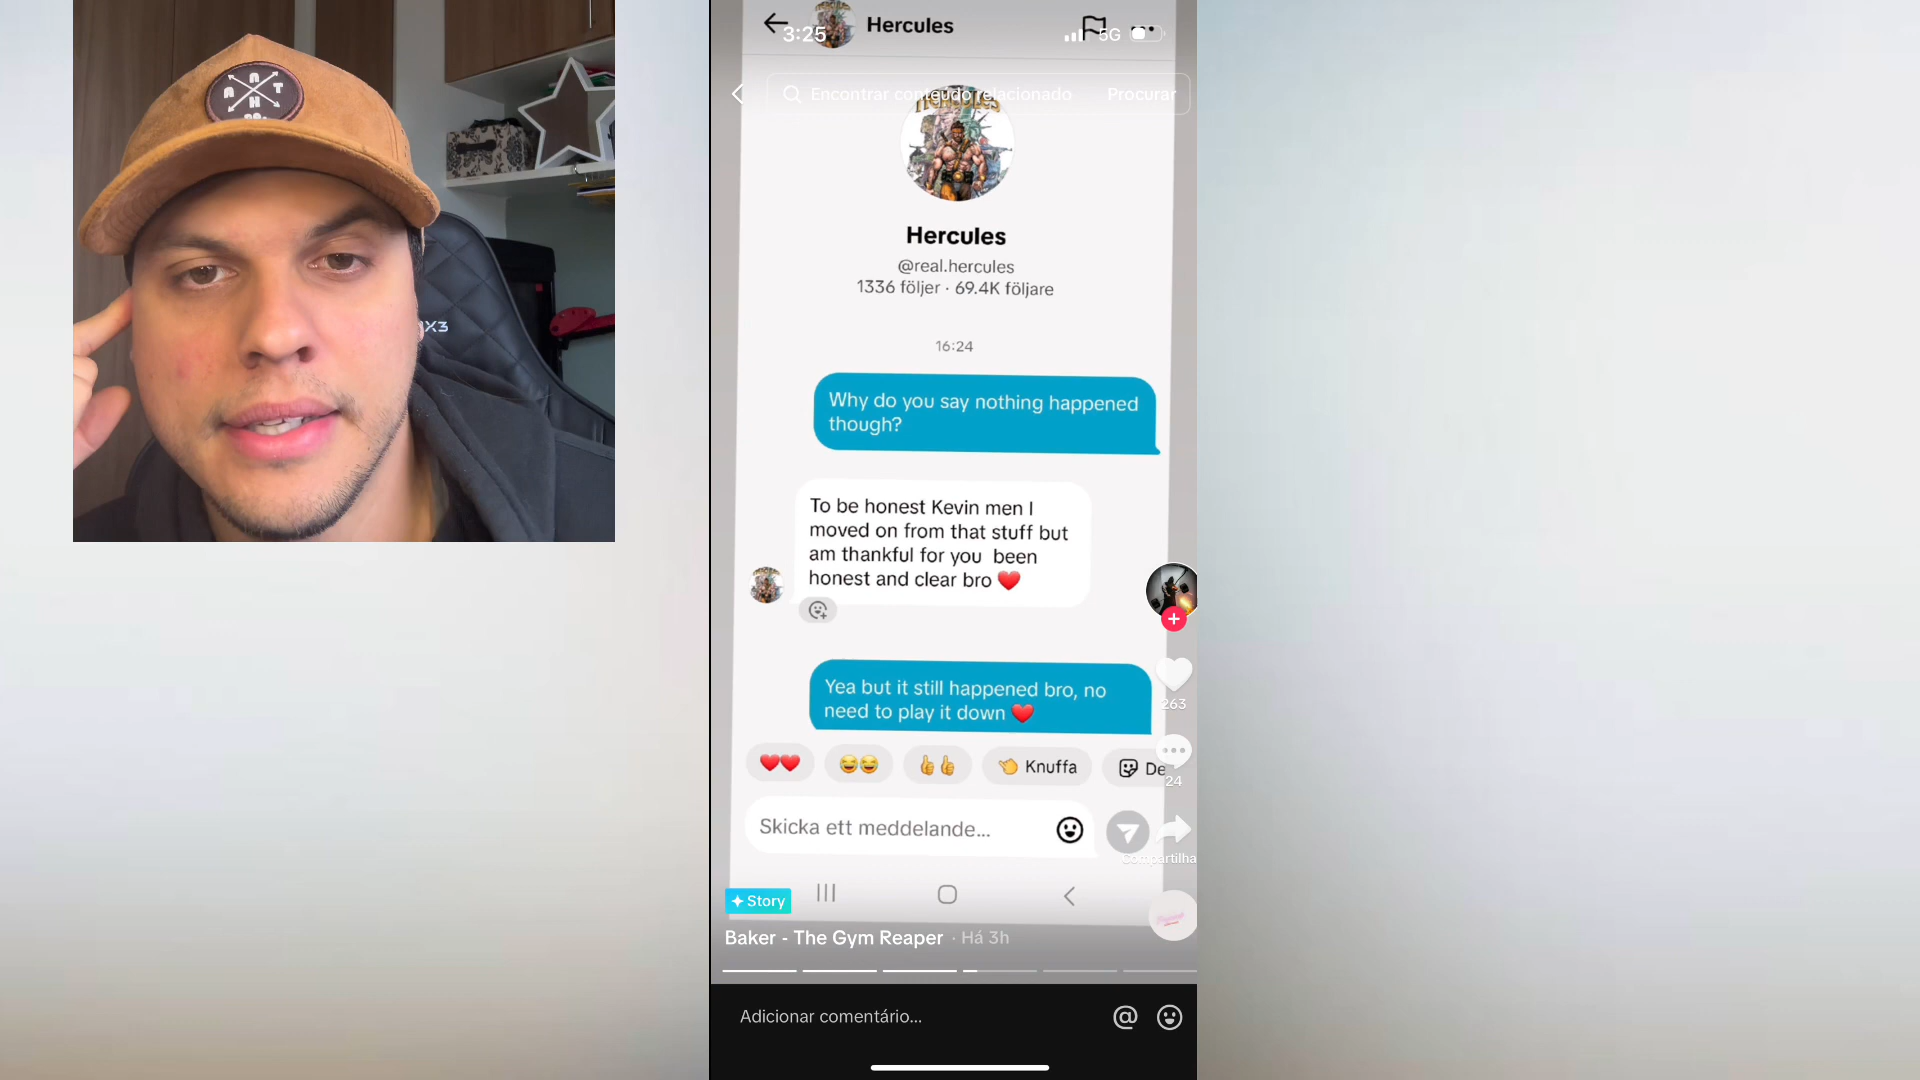 Hercules
3:25
5G
Encontrar conteúdo relacionado
Procurar
HERCULES
Hercules
@real.hercules
1336 följer · 69.4K följare
16:24
Why do you say nothing happened
though?
To be honest Kevin men I
moved on from that stuff but
am thankful for you been
honest and clear bro ❤️
Yea but it still happened bro, no
need to play it down ❤️
❤️❤️
😂😂
👍👍
👈 Knuffa
De
Skicka ett meddelande...
263
24
Compartilha
Story
Baker - The Gym Reaper · Há 3h
Adicionar comentário...
@
A N T H
X3